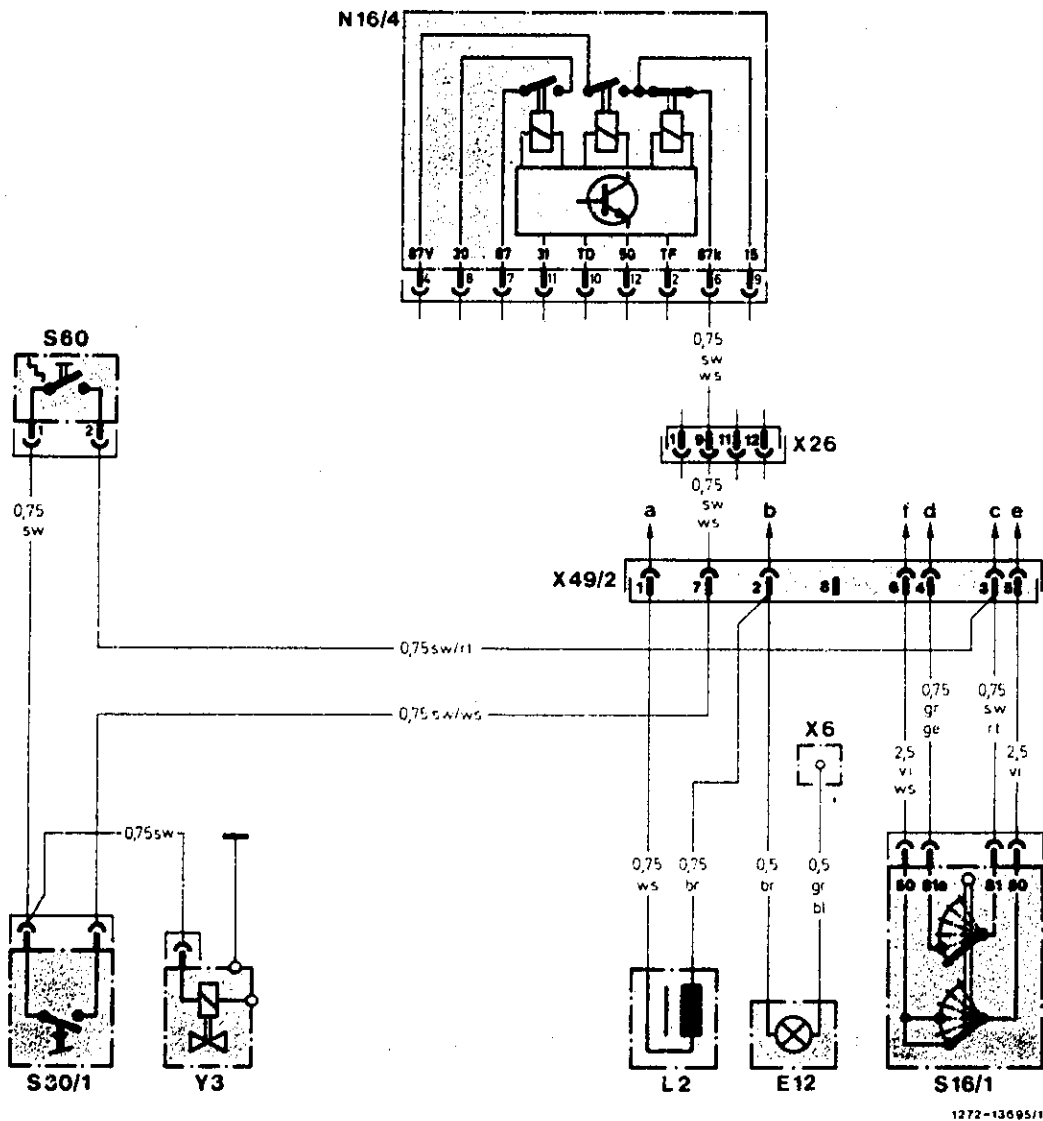 N16/4
87V 30 87 31 TD 50 TF 87k 15
4 8 7 11 10 12 2 6 9
0,75
sw
ws
S60
1 2
1 9 11 12
X26
0,75
sw
0,75
sw
ws
a b f d c e
X49/2
1 7 2 8 6 4 3 5
0,75sw/rt
0,75sw/ws
0,75
gr
ge
0,75
sw
rt
X6
2,5
vi
ws
2,5
vi
0,75sw
0,75
ws
0,75
br
0,5
br
0,5
gr
bl
50 81a 81 50
S30/1
Y3
L2
E12
S16/1
1272-13695/1